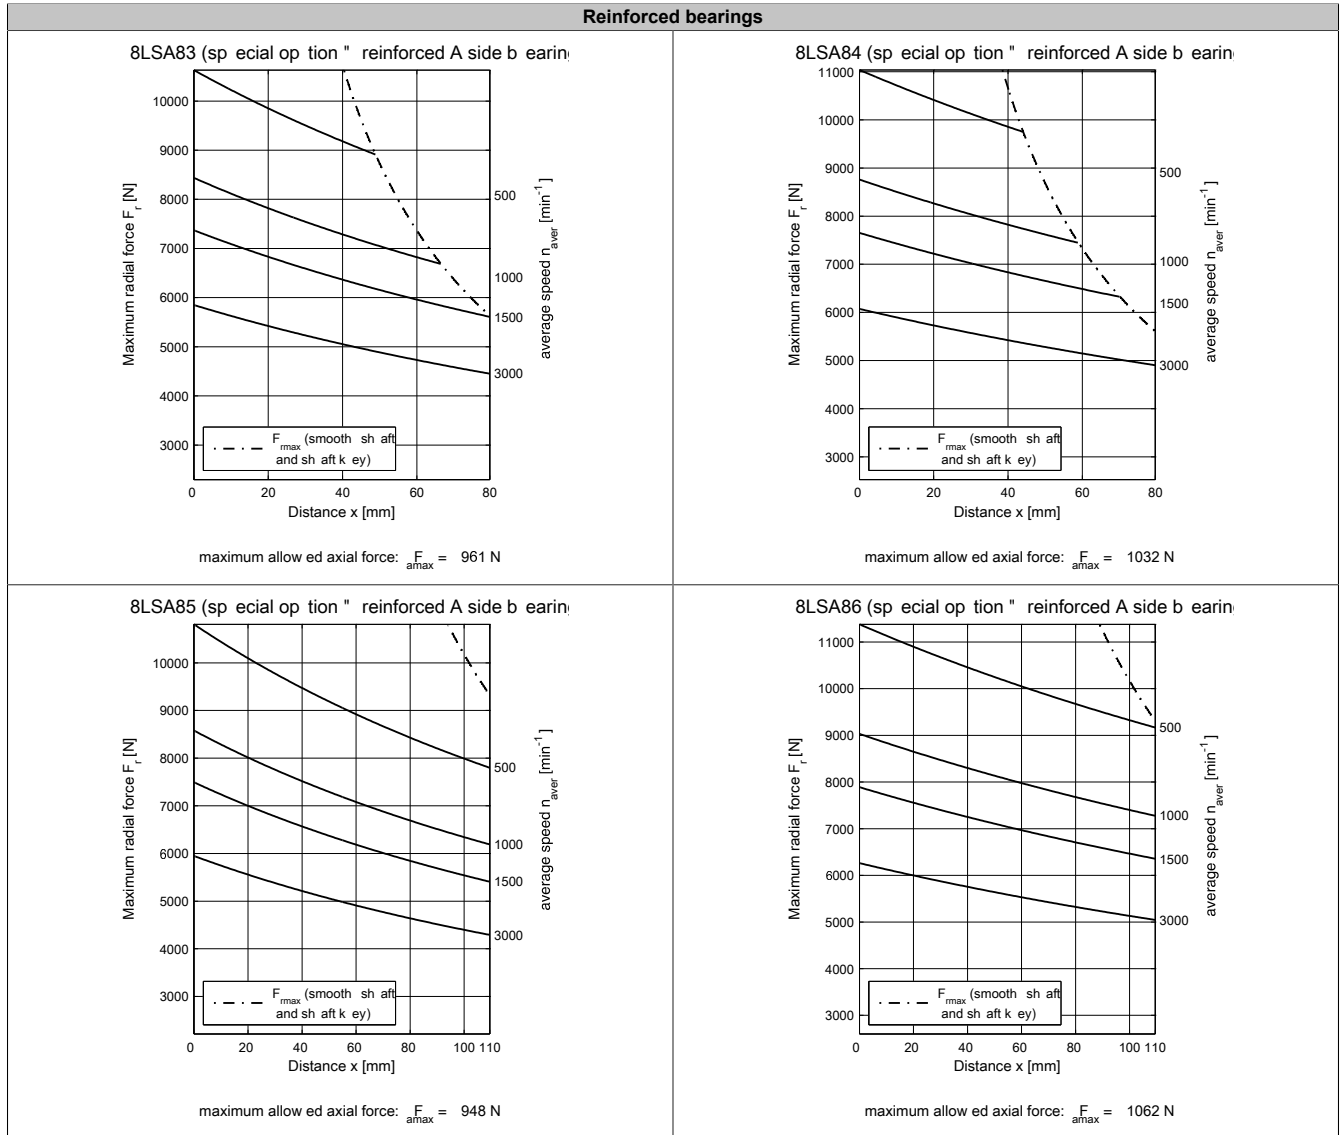 Reinforced bearings
8LSA83 (sp ecial op tion " reinforced A side b earin
10000
9000
8000
7000
6000
5000
4000
3000
Maximum radial force F_r [N]
500
1000
1500
3000
average speed n_aver [min^-1 ]
F_rmax (smooth sh aft
and sh aft k ey)
0 20 40 60 80
Distance x [mm]
maximum allow ed axial force: F_amax = 961 N
8LSA84 (sp ecial op tion " reinforced A side b earin
11000
10000
9000
8000
7000
6000
5000
4000
3000
Maximum radial force F_r [N]
500
1000
1500
3000
average speed n_aver [min^-1 ]
F_rmax (smooth sh aft
and sh aft k ey)
0 20 40 60 80
Distance x [mm]
maximum allow ed axial force: F_amax = 1032 N
8LSA85 (sp ecial op tion " reinforced A side b earin
10000
9000
8000
7000
6000
5000
4000
3000
Maximum radial force F_r [N]
500
1000
1500
3000
average speed n_aver [min^-1 ]
F_rmax (smooth sh aft
and sh aft k ey)
0 20 40 60 80 100 110
Distance x [mm]
maximum allow ed axial force: F_amax = 948 N
8LSA86 (sp ecial op tion " reinforced A side b earin
11000
10000
9000
8000
7000
6000
5000
4000
3000
Maximum radial force F_r [N]
500
1000
1500
3000
average speed n_aver [min^-1 ]
F_rmax (smooth sh aft
and sh aft k ey)
0 20 40 60 80 100 110
Distance x [mm]
maximum allow ed axial force: F_amax = 1062 N